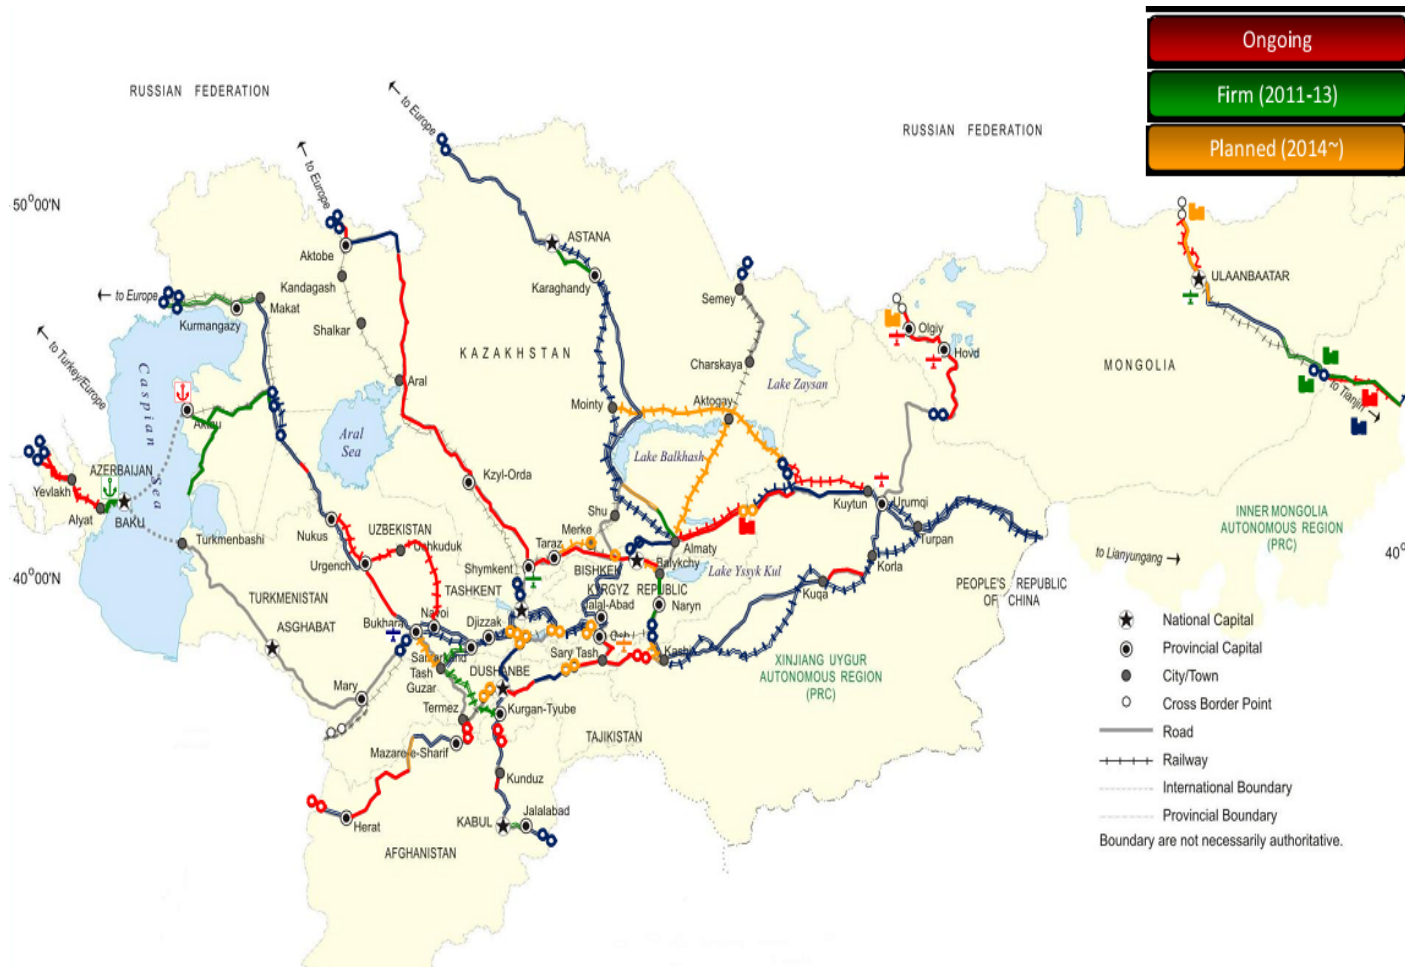 Ongoing
Firm (2011-13)
Planned (2014~)
RUSSIAN FEDERATION
to Europe
RUSSIAN FEDERATION
to Europe
50°00'N
ASTANA
Aktobe
Karaghandy
ULAANBAATAR
Kandagash
Semey
to Europe
Makat
Kurmangazy
Shalkar
Olgiy
Hovd
to Turkey/Europe
KAZAKHSTAN
Charskaya
MONGOLIA
Caspian Sea
Aral
Lake Zaysan
to Tianjin
Mointy
Aktogay
Aktau
Aral
Sea
Lake Balkhash
AZERBAIJAN
Kzyl-Orda
Yevlakh
Kuytun
Urumqi
Alyat
BAKU
Nukus
UZBEKISTAN
Shu
INNER MONGOLIA
AUTONOMOUS REGION
(PRC)
Merke
Turpan
Turkmenbashi
Uchkuduk
Taraz
Almaty
40°
Urgench
Shymkent
BISHKEK
Balykchy
Lake Yssyk Kul
Korla
to Lianyungang
40°00'N
TASHKENT
KYRGYZ REPUBLIC
Kuqa
PEOPLE'S REPUBLIC
OF CHINA
TURKMENISTAN
Jalal-Abad
Naryn
ASGHABAT
Bukhara
Navoi
Djizzak
Osh
National Capital
Samarkand
Sary Tash
Kashi
Provincial Capital
Tash
Guzar
DUSHANBE
XINJIANG UYGUR
AUTONOMOUS REGION
(PRC)
City/Town
Mary
Termez
Kurgan-Tyube
Cross Border Point
TAJIKISTAN
Road
Mazare-e-Sharif
Railway
Kunduz
International Boundary
Herat
KABUL
Jalalabad
Provincial Boundary
AFGHANISTAN
Boundary are not necessarily authoritative.